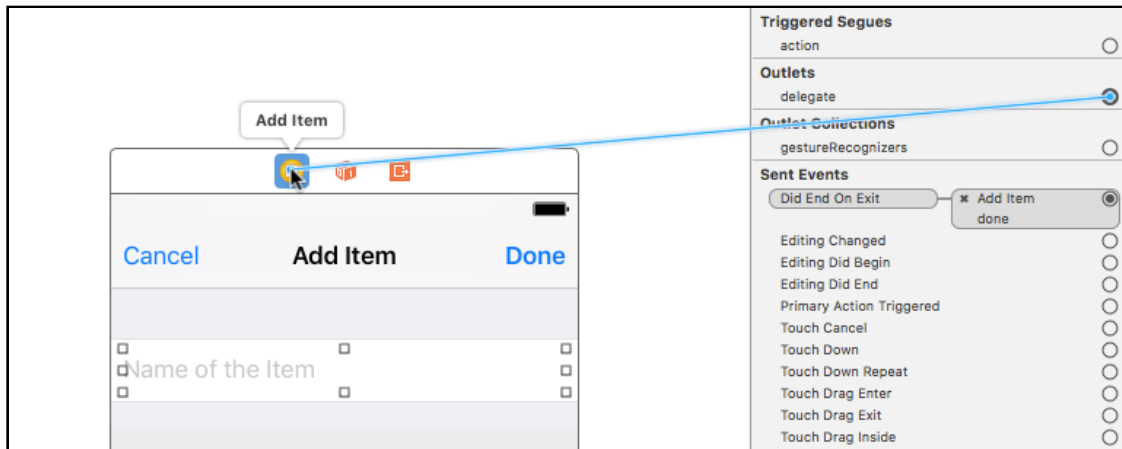 Add Item
Cancel
Add Item
Done
Name of the Item
Triggered Segues
action
Outlets
delegate
Outlet Collections
gestureRecognizers
Sent Events
Did End On Exit
Add Item
done
Editing Changed
Editing Did Begin
Editing Did End
Primary Action Triggered
Touch Cancel
Touch Down
Touch Down Repeat
Touch Drag Enter
Touch Drag Exit
Touch Drag Inside